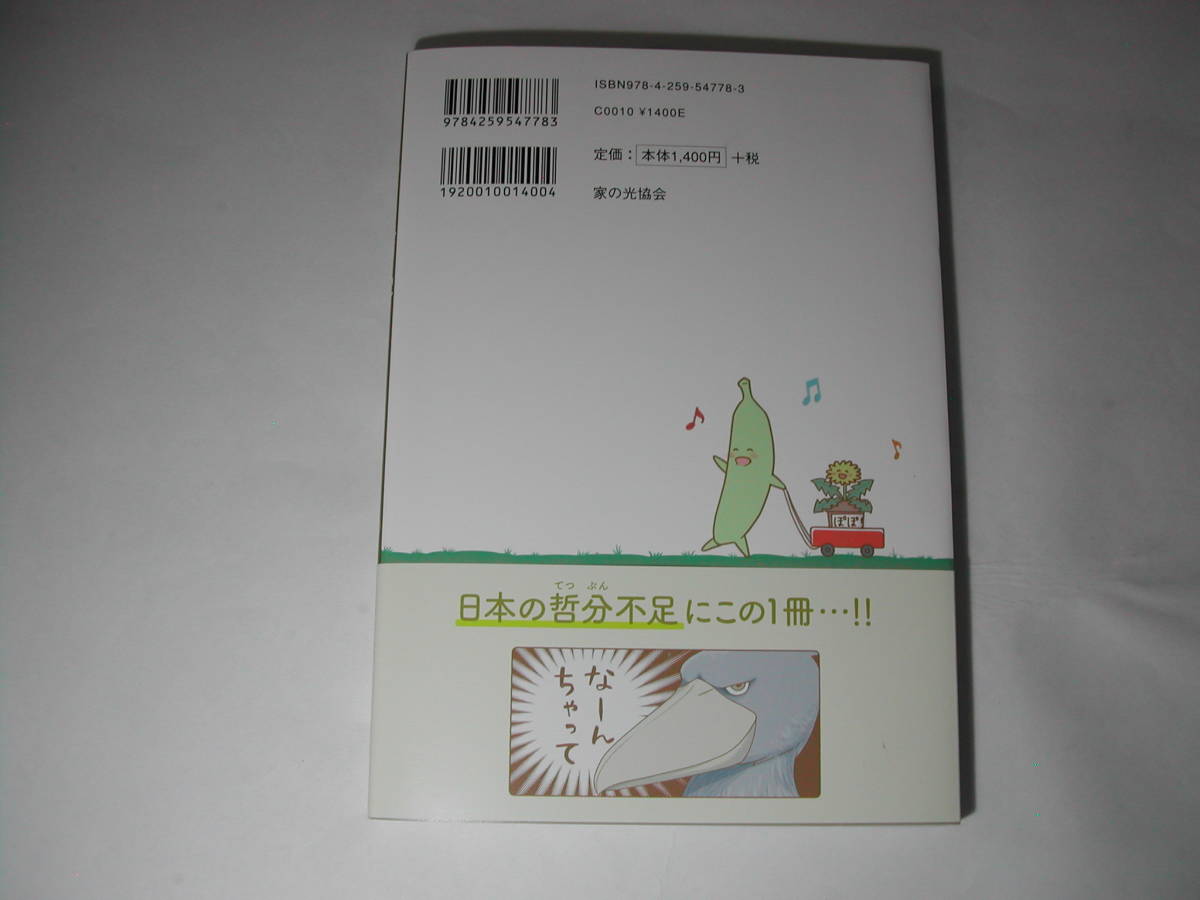 ISBN978-4-259-54778-3
C0010 ¥1400E
9784259547783
定価：本体1,400円＋税
1920010014004
家の光協会
ぽぽ
てつ ぶん
日本の哲分不足にこの1冊…!!
なーん
ちゃって